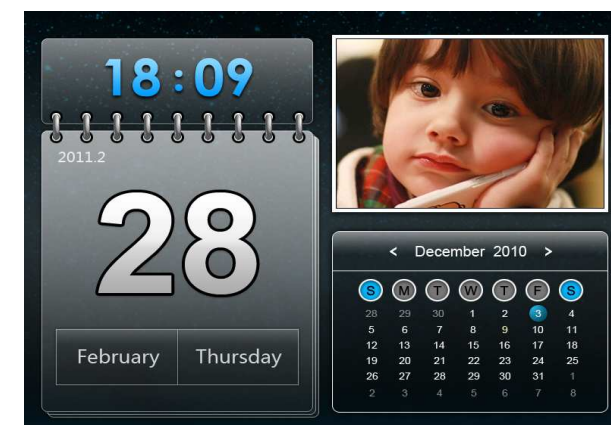 18:09
2011.2
28
February Thursday
< December 2010 >
S M T W T F S
28 29 30 1 2 3 4
5 6 7 8 9 10 11
12 13 14 15 16 17 18
19 20 21 22 23 24 25
26 27 28 29 30 31 1
2 3 4 5 6 7 8